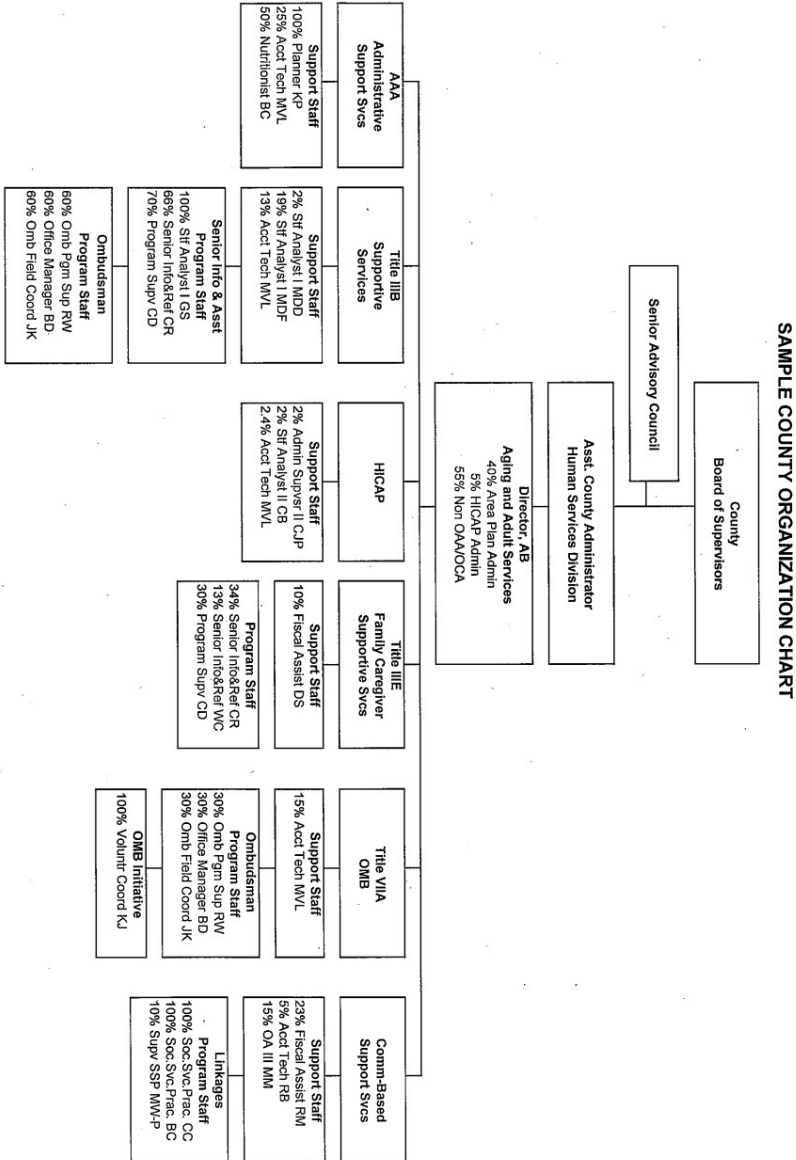 SAMPLE COUNTY ORGANIZATION CHART
County
Board of Supervisors
Senior Advisory Council
Asst. County Administrator
Human Services Division
Director, AB
Aging and Adult Services
40% Area Plan Admin
5% HICAP Admin
55% Non OAA/OCA
AAA
Administrative
Support Svcs
Support Staff
100% Planner KP
25% Acct Tech MVL
50% Nutritionist BC
Title IIIB
Supportive
Services
Support Staff
2% Stf Analyst I MDD
19% Stf Analyst I MDF
13% Acct Tech MVL
Senior Info & Asst
Program Staff
100% Stf Analyst I GS
66% Senior Info&Ref CR
70% Program Supv CD
Ombudsman
Program Staff
60% Omb Pgm Sup RW
60% Office Manager BD
60% Omb Field Coord JK
HICAP
Support Staff
2% Admin Supvsr II CJP
2% Stf Analyst II CB
2.4% Acct Tech MVL
Title IIIE
Family Caregiver
Supportive Svcs
Support Staff
10% Fiscal Assist DS
Program Staff
34% Senior Info&Ref CR
13% Senior Info&Ref WC
30% Program Supv CD
Title VIIA
OMB
Support Staff
15% Acct Tech MVL
Ombudsman
Program Staff
30% Omb Pgm Sup RW
30% Office Manager BD
30% Omb Field Coord JK
OMB Initiative
100% Voluntr Coord KJ
Comm-Based
Support Svcs
Support Staff
23% Fiscal Assist RM
5% Acct Tech RB
15% OA III MM
Linkages
Program Staff
100% Soc.Svc.Prac. CC
100% Soc.Svc.Prac. BC
10% Supv SSP MW-P